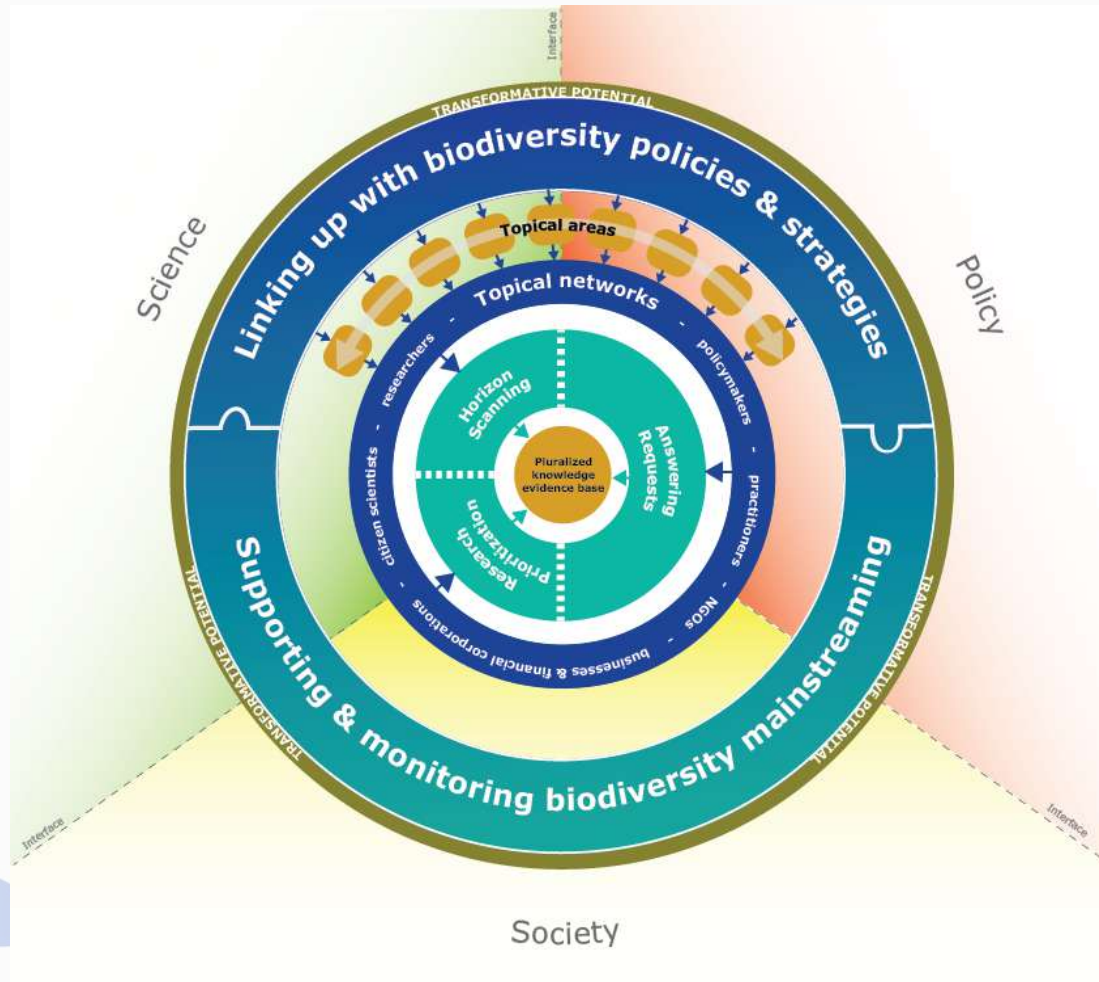 Interface
TRANSFORMATIVE POTENTIAL
Linking up with biodiversity policies & strategies
Science
Policy
Topical areas
Topical networks
- researchers -
- policymakers -
citizen scientists
practitioners
- NGOs -
businesses & financial corporations -
Horizon
Scanning
Answering
Requests
Research
Prioritization
Pluralized
knowledge
evidence base
Supporting & monitoring biodiversity mainstreaming
TRANSFORMATIVE POTENTIAL
TRANSFORMATIVE POTENTIAL
Interface
Interface
Society